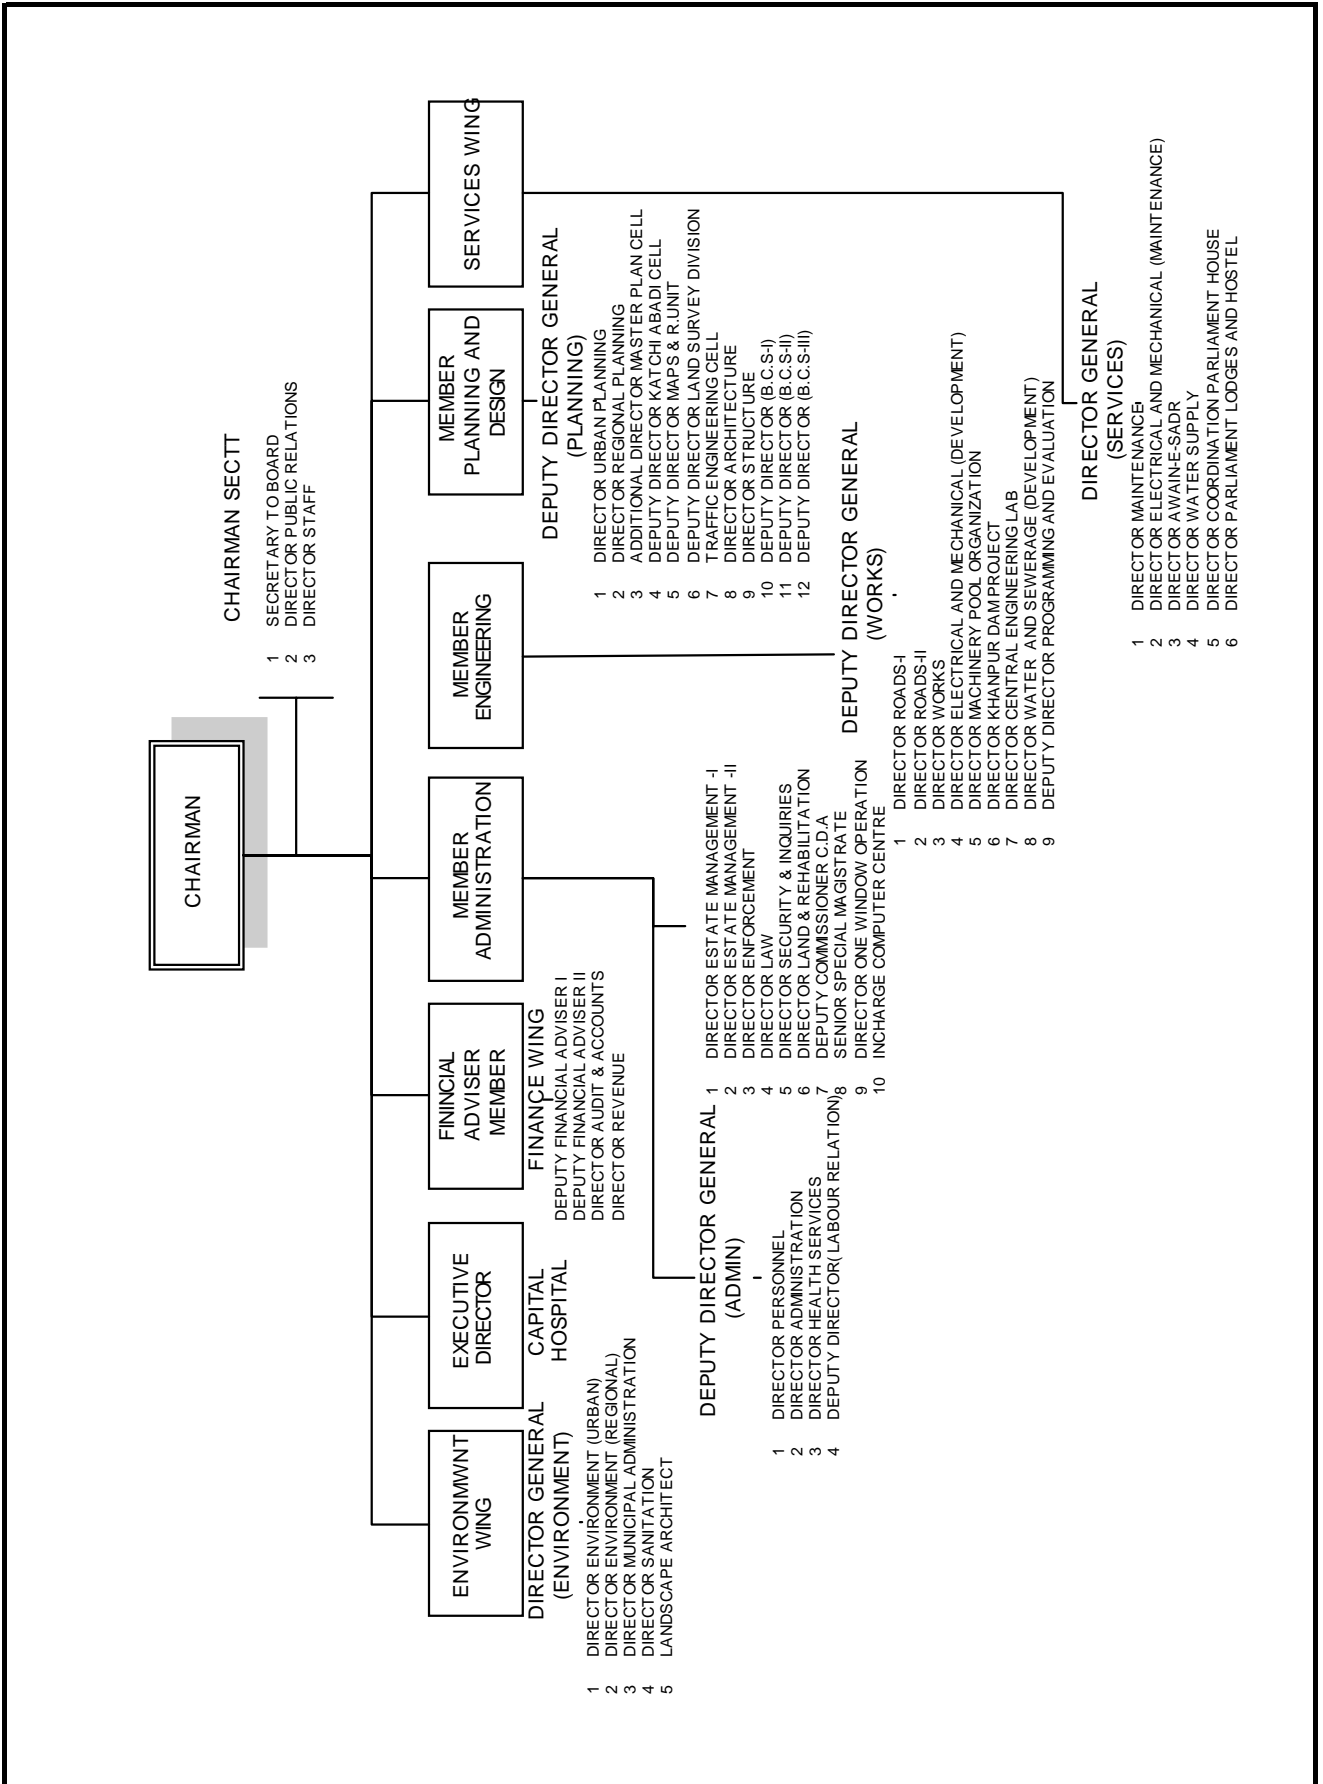 CHAIRMAN
CHAIRMAN SECTT
1 SECRETARY TO BOARD
2 DIRECTOR PUBLIC RELATIONS
3 DIRECTOR STAFF
ENVIRONMWNT
WING
DIRECTOR GENERAL
(ENVIRONMENT)
1 DIRECTOR ENVIRONMENT (URBAN)
2 DIRECTOR ENVIRONMENT (REGIONAL)
3 DIRECTOR MUNICIPAL ADMINISTRATION
4 DIRECTOR SANITATION
5 LANDSCAPE ARCHITECT
EXECUTIVE
DIRECTOR
CAPITAL
HOSPITAL
FININCIAL
ADVISER
MEMBER
FINANCE WING
DEPUTY FINANCIAL ADVISER I
DEPUTY FINANCIAL ADVISER II
DIRECTOR AUDIT & ACCOUNTS
DIRECTOR REVENUE
MEMBER
ADMINISTRATION
DEPUTY DIRECTOR GENERAL
(ADMIN)
1 DIRECTOR PERSONNEL
2 DIRECTOR ADMINISTRATION
3 DIRECTOR HEALTH SERVICES
4 DEPUTY DIRECTOR( LABOUR RELATION)
1 DIRECTOR ESTATE MANAGEMENT -I
2 DIRECTOR ESTATE MANAGEMENT -II
3 DIRECTOR ENFORCEMENT
4 DIRECTOR LAW
5 DIRECTOR SECURITY & INQUIRIES
6 DIRECTOR LAND & REHABILITATION
7 DEPUTY COMMISSIONER C.D.A
8 SENIOR SPECIAL MAGISTRATE
9 DIRECTOR ONE WINDOW OPERATION
10 INCHARGE COMPUTER CENTRE
MEMBER
ENGINEERING
DEPUTY DIRECTOR GENERAL
(WORKS)
1 DIRECTOR ROADS-I
2 DIRECTOR ROADS-II
3 DIRECTOR WORKS
4 DIRECTOR ELECTRICAL AND MECHANICAL (DEVELOPMENT)
5 DIRECTOR MACHINERY POOL ORGANIZATION
6 DIRECTOR KHANPUR DAM PROJECT
7 DIRECTOR CENTRAL ENGINEERING LAB
8 DIRECTOR WATER AND SEWERAGE (DEVELOPMENT)
9 DEPUTY DIRECTOR PROGRAMMING AND EVALUATION
MEMBER
PLANNING AND
DESIGN
DEPUTY DIRECTOR GENERAL
(PLANNING)
1 DIRECTOR URBAN PLANNING
2 DIRECTOR REGIONAL PLANNING
3 ADDITIONAL DIRECTOR MASTER PLAN CELL
4 DEPUTY DIRECTOR KATCHI ABADI CELL
5 DEPUTY DIRECTOR MAPS & R.UNIT
6 DEPUTY DIRECTOR LAND SURVEY DIVISION
7 TRAFFIC ENGINEERING CELL
8 DIRECTOR ARCHITECTURE
9 DIRECTOR STRUCTURE
10 DEPUTY DIRECTOR (B.C.S-I)
11 DEPUTY DIRECTOR (B.C.S-II)
12 DEPUTY DIRECTOR (B.C.S-III)
SERVICES WING
DIRECTOR GENERAL
(SERVICES)
1 DIRECTOR MAINTENANCE
2 DIRECTOR ELECTRICAL AND MECHANICAL (MAINTENANCE)
3 DIRECTOR AWAIN-E-SADR
4 DIRECTOR WATER SUPPLY
5 DIRECTOR COORDINATION PARLIAMENT HOUSE
6 DIRECTOR PARLIAMENT LODGES AND HOSTEL